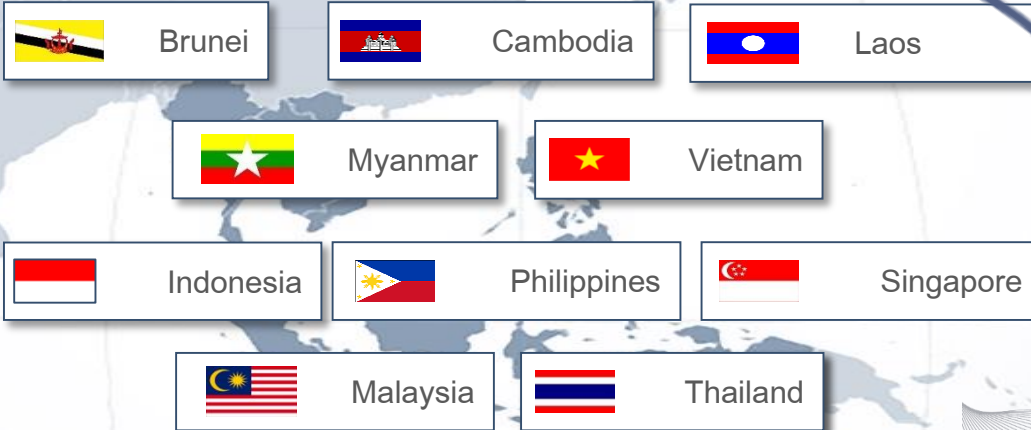 Brunei
Cambodia
Laos
Myanmar
Vietnam
Indonesia
Philippines
Singapore
Malaysia
Thailand